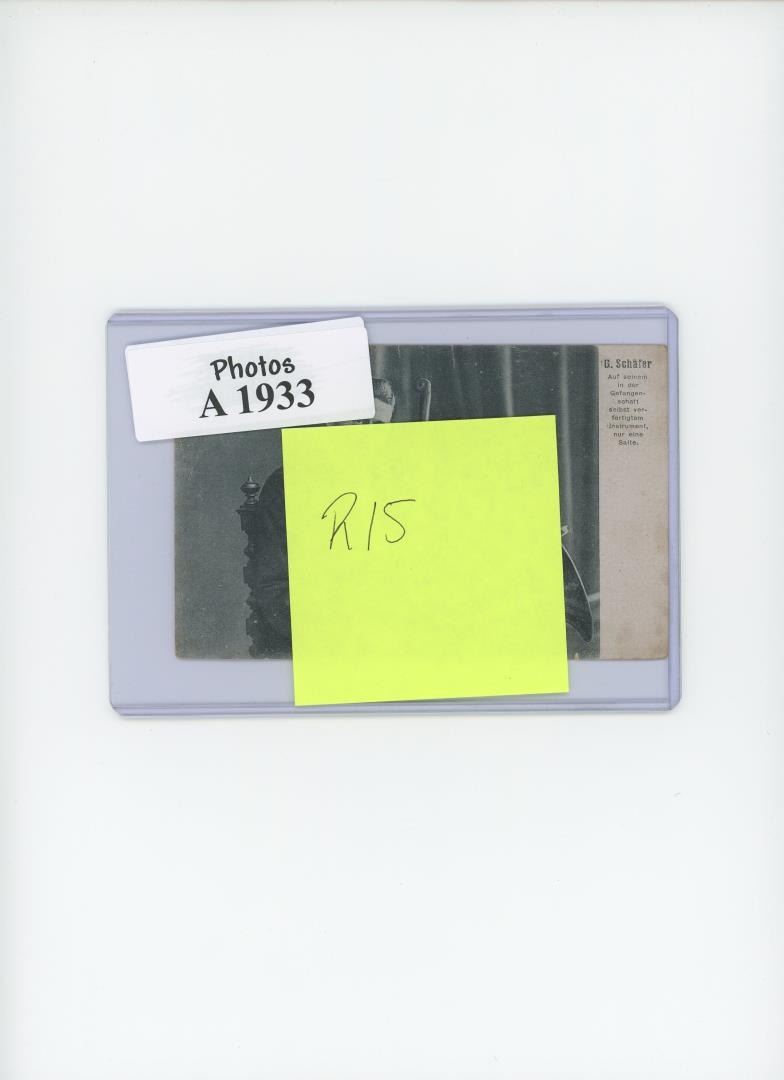 Photos
A 1933
R15
G. Schäfer
Auf seinem
in der
Gefangen-
schaft
selbst ver-
fertigtem
Instrument,
nur eine
Saite.